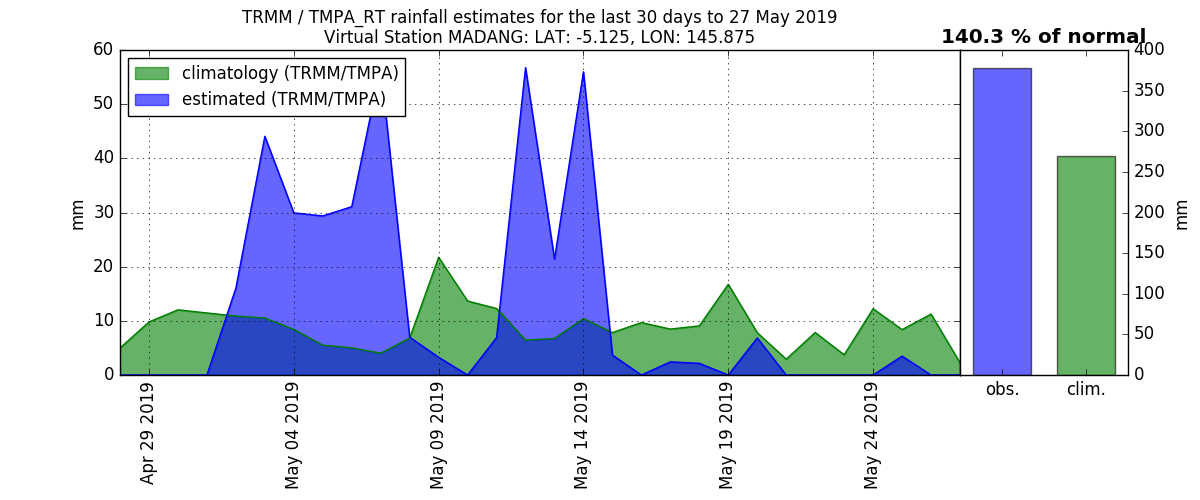 TRMM / TMPA_RT rainfall estimates for the last 30 days to 27 May 2019
Virtual Station MADANG: LAT: -5.125, LON: 145.875
140.3 % of normal
climatology (TRMM/TMPA)
estimated (TRMM/TMPA)
60
50
40
30
20
10
0
mm
Apr 29 2019
May 04 2019
May 09 2019
May 14 2019
May 19 2019
May 24 2019
400
350
300
250
200
150
100
50
0
mm
obs.
clim.